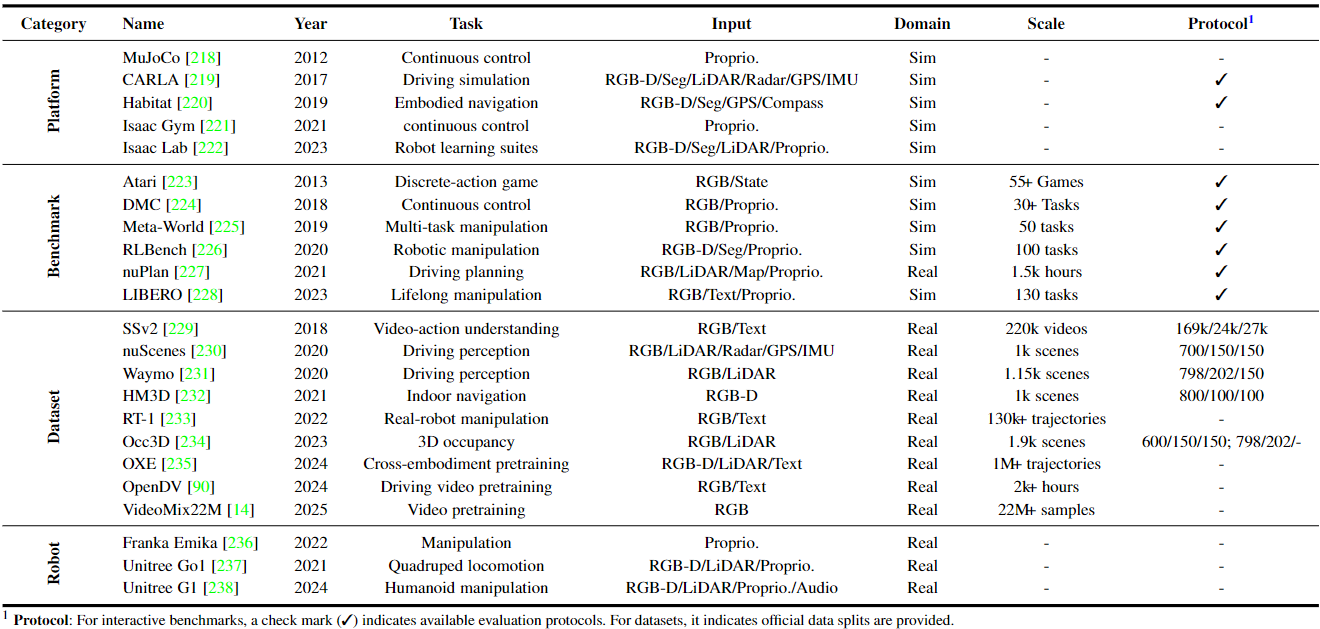 Category Name Year Task Input Domain Scale Protocol1
Platform
MuJoCo [218] 2012 Continuous control Proprio. Sim - -
CARLA [219] 2017 Driving simulation RGB-D/Seg/LiDAR/Radar/GPS/IMU Sim - ✓
Habitat [220] 2019 Embodied navigation RGB-D/Seg/GPS/Compass Sim - ✓
Isaac Gym [221] 2021 continuous control Proprio. Sim - -
Isaac Lab [222] 2023 Robot learning suites RGB-D/Seg/LiDAR/Proprio. Sim - -
Benchmark
Atari [223] 2013 Discrete-action game RGB/State Sim 55+ Games ✓
DMC [224] 2018 Continuous control RGB/Proprio. Sim 30+ Tasks ✓
Meta-World [225] 2019 Multi-task manipulation RGB/Proprio. Sim 50 tasks ✓
RLBench [226] 2020 Robotic manipulation RGB-D/Seg/Proprio. Sim 100 tasks ✓
nuPlan [227] 2021 Driving planning RGB/LiDAR/Map/Proprio. Real 1.5k hours ✓
LIBERO [228] 2023 Lifelong manipulation RGB/Text/Proprio. Sim 130 tasks ✓
Dataset
SSv2 [229] 2018 Video-action understanding RGB/Text Real 220k videos 169k/24k/27k
nuScenes [230] 2020 Driving perception RGB/LiDAR/Radar/GPS/IMU Real 1k scenes 700/150/150
Waymo [231] 2020 Driving perception RGB/LiDAR Real 1.15k scenes 798/202/150
HM3D [232] 2021 Indoor navigation RGB-D Real 1k scenes 800/100/100
RT-1 [233] 2022 Real-robot manipulation RGB/Text Real 130k+ trajectories -
Occ3D [234] 2023 3D occupancy RGB/LiDAR Real 1.9k scenes 600/150/150; 798/202/-
OXE [235] 2024 Cross-embodiment pretraining RGB-D/LiDAR/Text Real 1M+ trajectories -
OpenDV [90] 2024 Driving video pretraining RGB/Text Real 2k+ hours -
VideoMix22M [14] 2025 Video pretraining RGB Real 22M+ samples -
Robot
Franka Emika [236] 2022 Manipulation Proprio. Real - -
Unitree Go1 [237] 2021 Quadruped locomotion RGB-D/LiDAR/Proprio. Real - -
Unitree G1 [238] 2024 Humanoid manipulation RGB-D/LiDAR/Proprio./Audio Real - -
1 Protocol: For interactive benchmarks, a check mark (✓) indicates available evaluation protocols. For datasets, it indicates official data splits are provided.